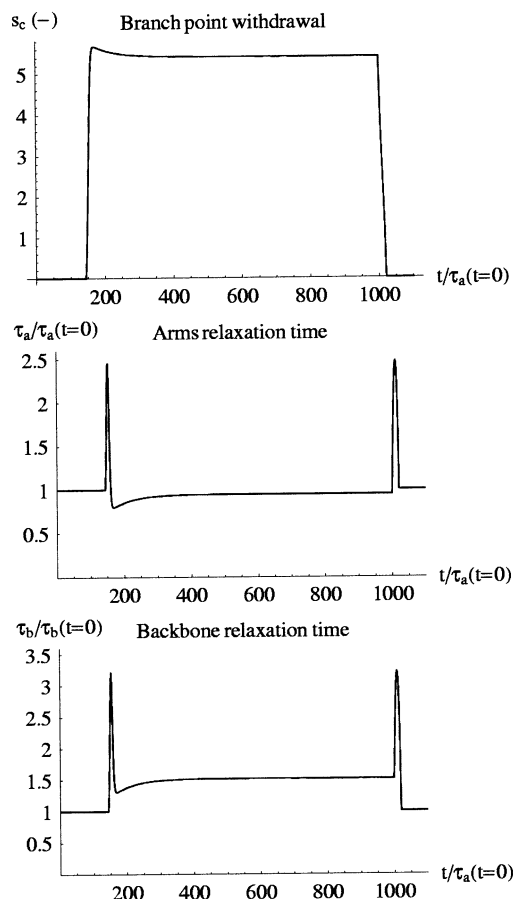 s_c (−) Branch point withdrawal
5
4
3
2
1
t/τ_a(t=0)
200 400 600 800 1000
τ_a/τ_a(t=0) Arms relaxation time
2.5
2
1.5
1
0.5
t/τ_a(t=0)
200 400 600 800 1000
τ_b/τ_b(t=0) Backbone relaxation time
3.5
3
2.5
2
1.5
1
0.5
t/τ_a(t=0)
200 400 600 800 1000